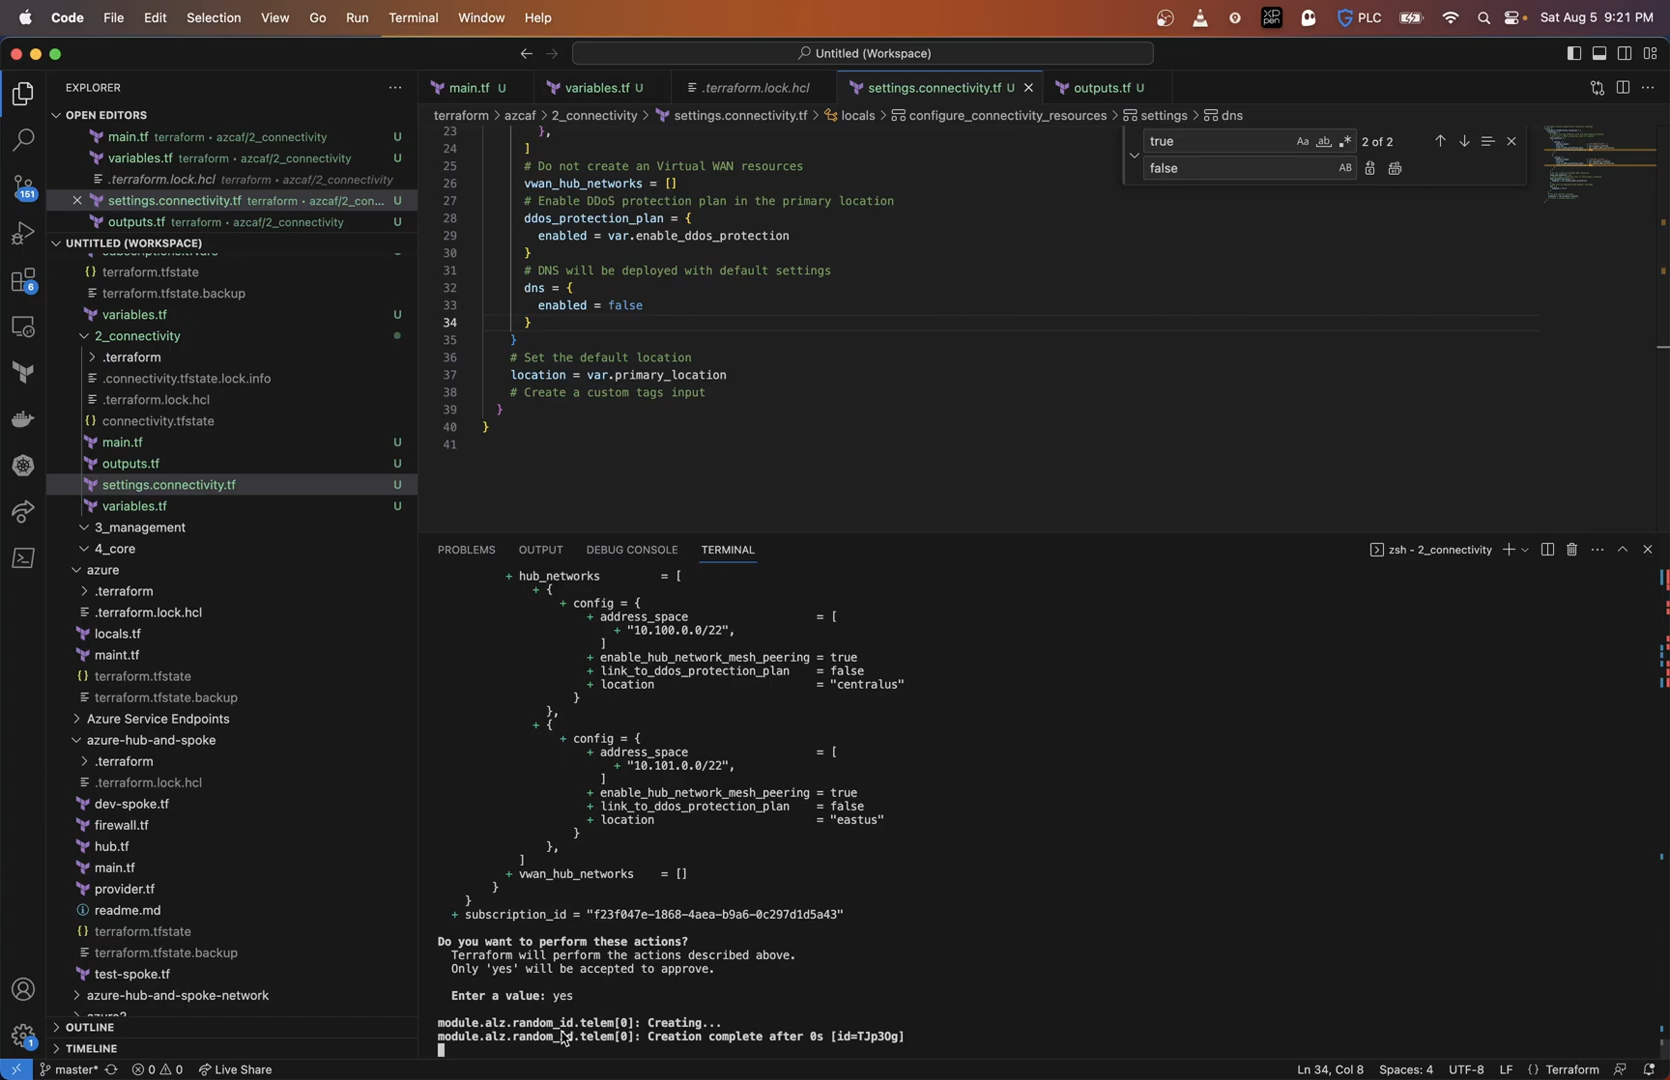 Code File Edit Selection View Go Run Terminal Window Help
PLC
Sat Aug 5 9:21 PM
Untitled (Workspace)
EXPLORER
OPEN EDITORS
main.tf terraform • azcaf/2_connectivity U
variables.tf terraform • azcaf/2_connectivity U
.terraform.lock.hcl terraform • azcaf/2_connectivity
settings.connectivity.tf terraform • azcaf/2_con... U
outputs.tf terraform • azcaf/2_connectivity U
UNTITLED (WORKSPACE)
terraform.tfstate
terraform.tfstate.backup
variables.tf U
2_connectivity
.terraform
.connectivity.tfstate.lock.info
.terraform.lock.hcl
connectivity.tfstate
main.tf U
outputs.tf U
settings.connectivity.tf U
variables.tf U
3_management
4_core
azure
.terraform
.terraform.lock.hcl
locals.tf
maint.tf
terraform.tfstate
terraform.tfstate.backup
Azure Service Endpoints
azure-hub-and-spoke
.terraform
.terraform.lock.hcl
dev-spoke.tf
firewall.tf
hub.tf
main.tf
provider.tf
readme.md
terraform.tfstate
terraform.tfstate.backup
test-spoke.tf
azure-hub-and-spoke-network
OUTLINE
TIMELINE
151
6
1
main.tf U
variables.tf U
.terraform.lock.hcl
settings.connectivity.tf U
outputs.tf U
terraform > azcaf > 2_connectivity > settings.connectivity.tf > locals > configure_connectivity_resources > settings > dns
true Aa ab 2 of 2
false AB
23 },
24 ]
25 # Do not create an Virtual WAN resources
26 vwan_hub_networks = []
27 # Enable DDoS protection plan in the primary location
28 ddos_protection_plan = {
29 enabled = var.enable_ddos_protection
30 }
31 # DNS will be deployed with default settings
32 dns = {
33 enabled = false
34 }
35 }
36 # Set the default location
37 location = var.primary_location
38 # Create a custom tags input
39 }
40 }
41
PROBLEMS OUTPUT DEBUG CONSOLE TERMINAL
zsh - 2_connectivity
+ hub_networks = [
+ {
+ config = {
+ address_space = [
+ "10.100.0.0/22",
]
+ enable_hub_network_mesh_peering = true
+ link_to_ddos_protection_plan = false
+ location = "centralus"
}
},
+ {
+ config = {
+ address_space = [
+ "10.101.0.0/22",
]
+ enable_hub_network_mesh_peering = true
+ link_to_ddos_protection_plan = false
+ location = "eastus"
}
},
]
+ vwan_hub_networks = []
}
}
+ subscription_id = "f23f047e-1868-4aea-b9a6-0c297d1d5a43"
Do you want to perform these actions?
Terraform will perform the actions described above.
Only 'yes' will be accepted to approve.
Enter a value: yes
module.alz.random_id.telem[0]: Creating...
module.alz.random_id.telem[0]: Creation complete after 0s [id=TJp3Og]
master* 0 0 Live Share
Ln 34, Col 8 Spaces: 4 UTF-8 LF {} Terraform